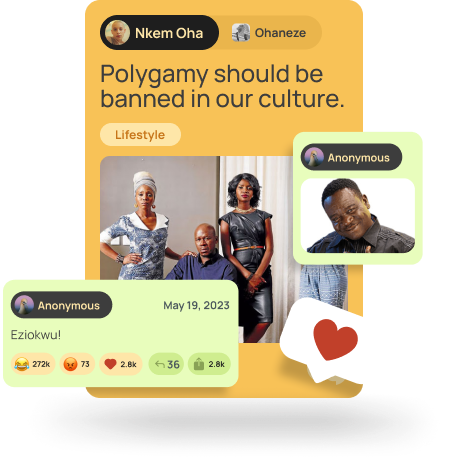 Nkem Oha
Ohaneze
Polygamy should be
banned in our culture.
Lifestyle
Anonymous
Anonymous
May 19, 2023
Eziokwu!
272k
73
2.8k
36
2.8k